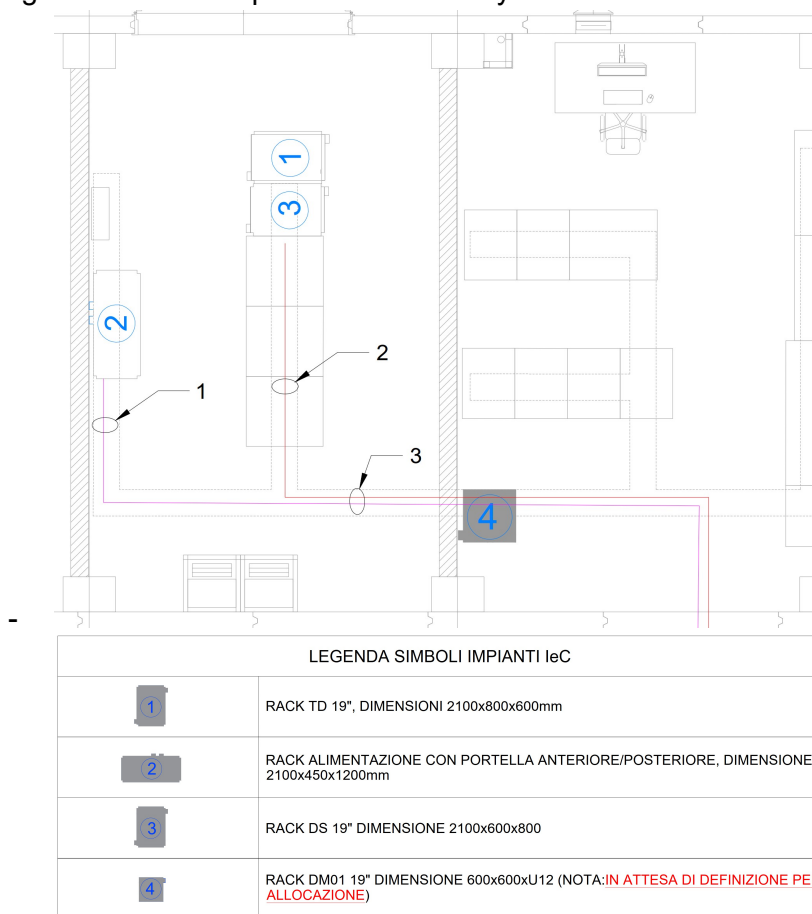 1
3
2
2
1
3
4
-
LEGENDA SIMBOLI IMPIANTI IeC
1
RACK TD 19", DIMENSIONI 2100x800x600mm
2
RACK ALIMENTAZIONE CON PORTELLA ANTERIORE/POSTERIORE, DIMENSIONE
2100x450x1200mm
3
RACK DS 19" DIMENSIONE 2100x600x800
4
RACK DM01 19" DIMENSIONE 600x600xU12 (NOTA:IN ATTESA DI DEFINIZIONE PE
ALLOCAZIONE)